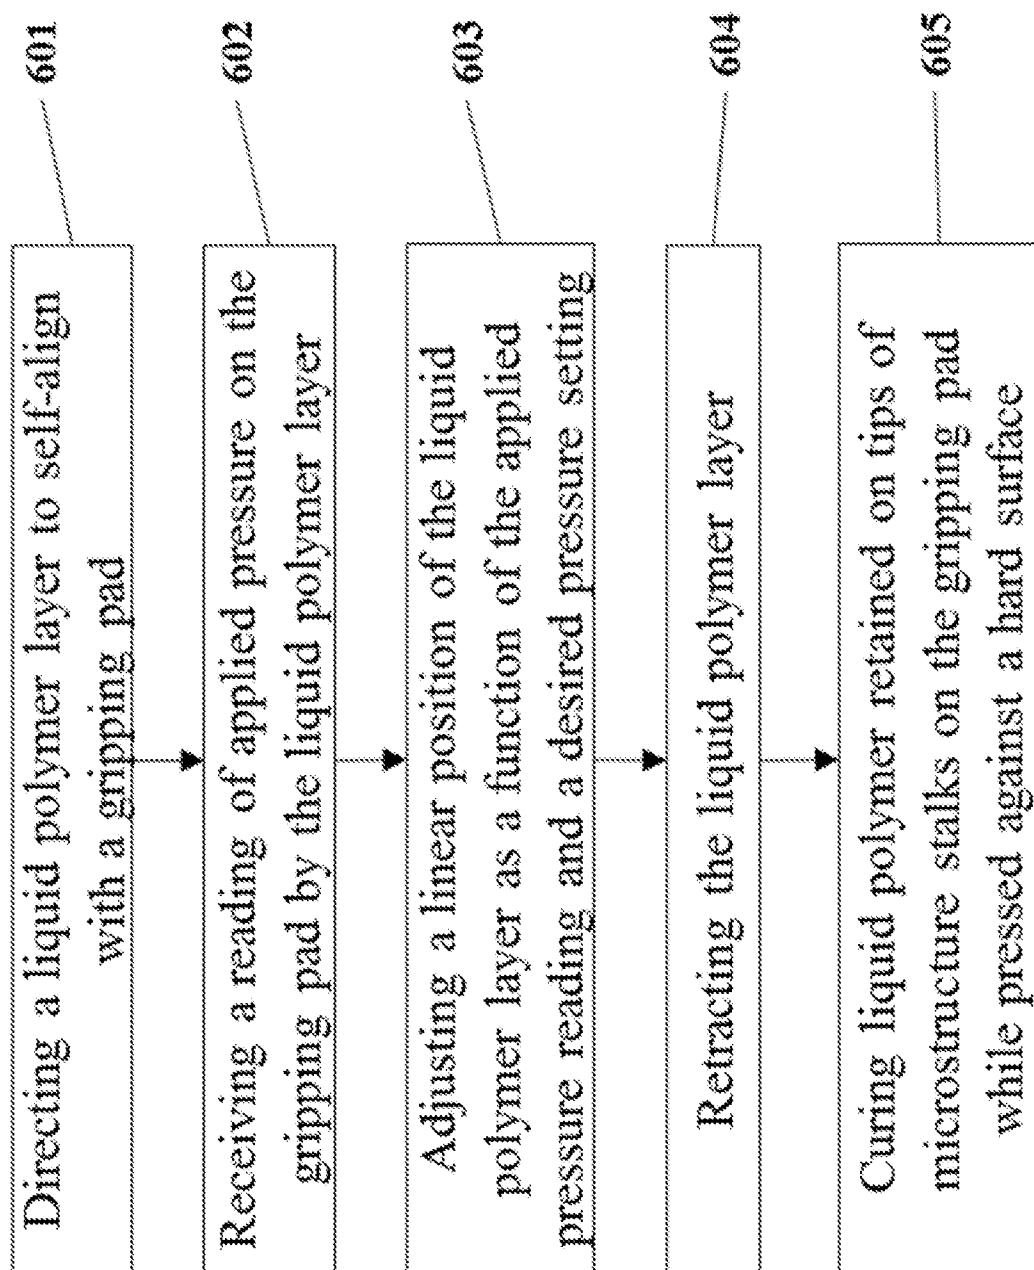 Directing a liquid polymer layer to self-align
with a gripping pad
601
Receiving a reading of applied pressure on the
gripping pad by the liquid polymer layer
602
Adjusting a linear position of the liquid
polymer layer as a function of the applied
pressure reading and a desired pressure setting
603
Retracting the liquid polymer layer
604
Curing liquid polymer retained on tips of
microstructure stalks on the gripping pad
while pressed against a hard surface
605